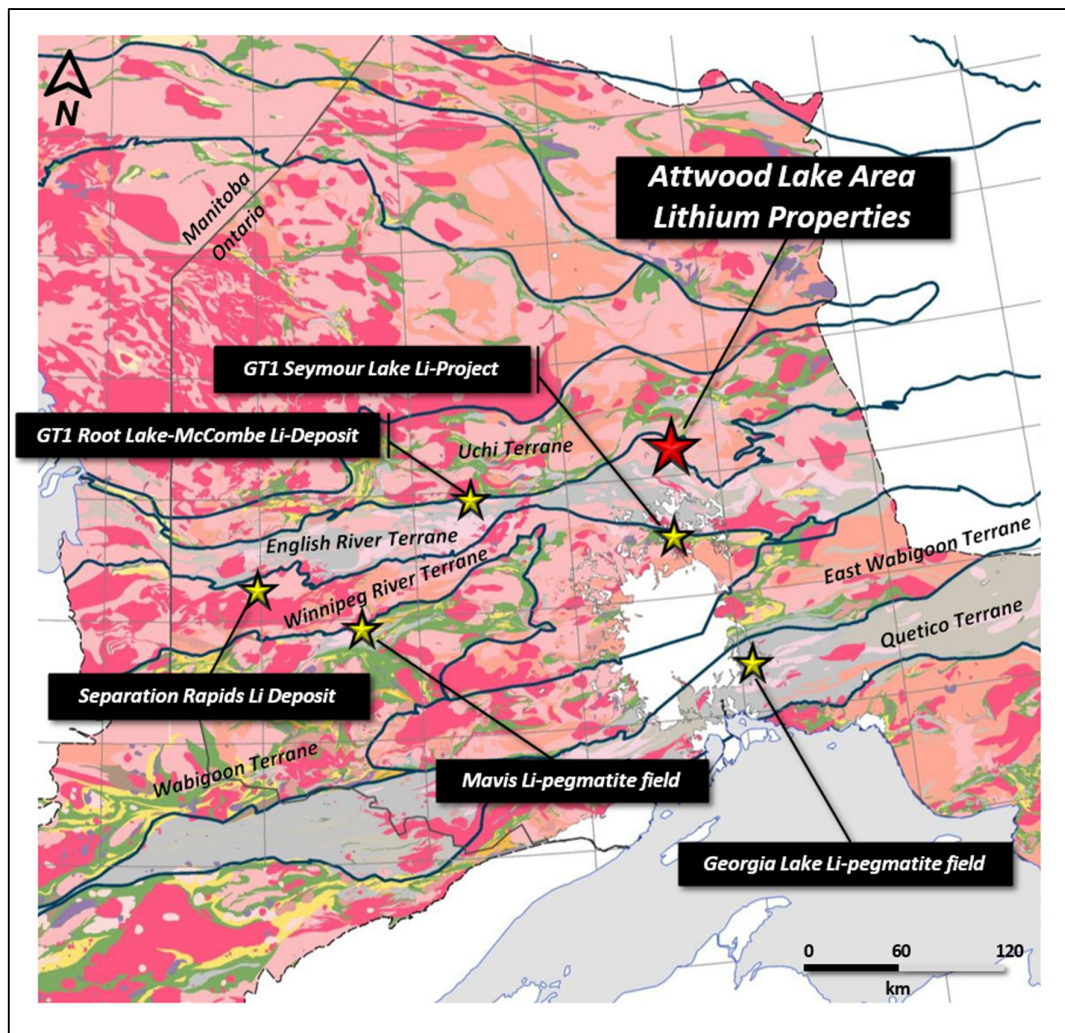 N
Manitoba
Ontario
Attwood Lake Area
Lithium Properties
GT1 Seymour Lake Li-Project
GT1 Root Lake-McCombe Li-Deposit
Uchi Terrane
English River Terrane
Winnipeg River Terrane
East Wabigoon Terrane
Quetico Terrane
Separation Rapids Li Deposit
Wabigoon Terrane
Mavis Li-pegmatite field
Georgia Lake Li-pegmatite field
0 60 120
km